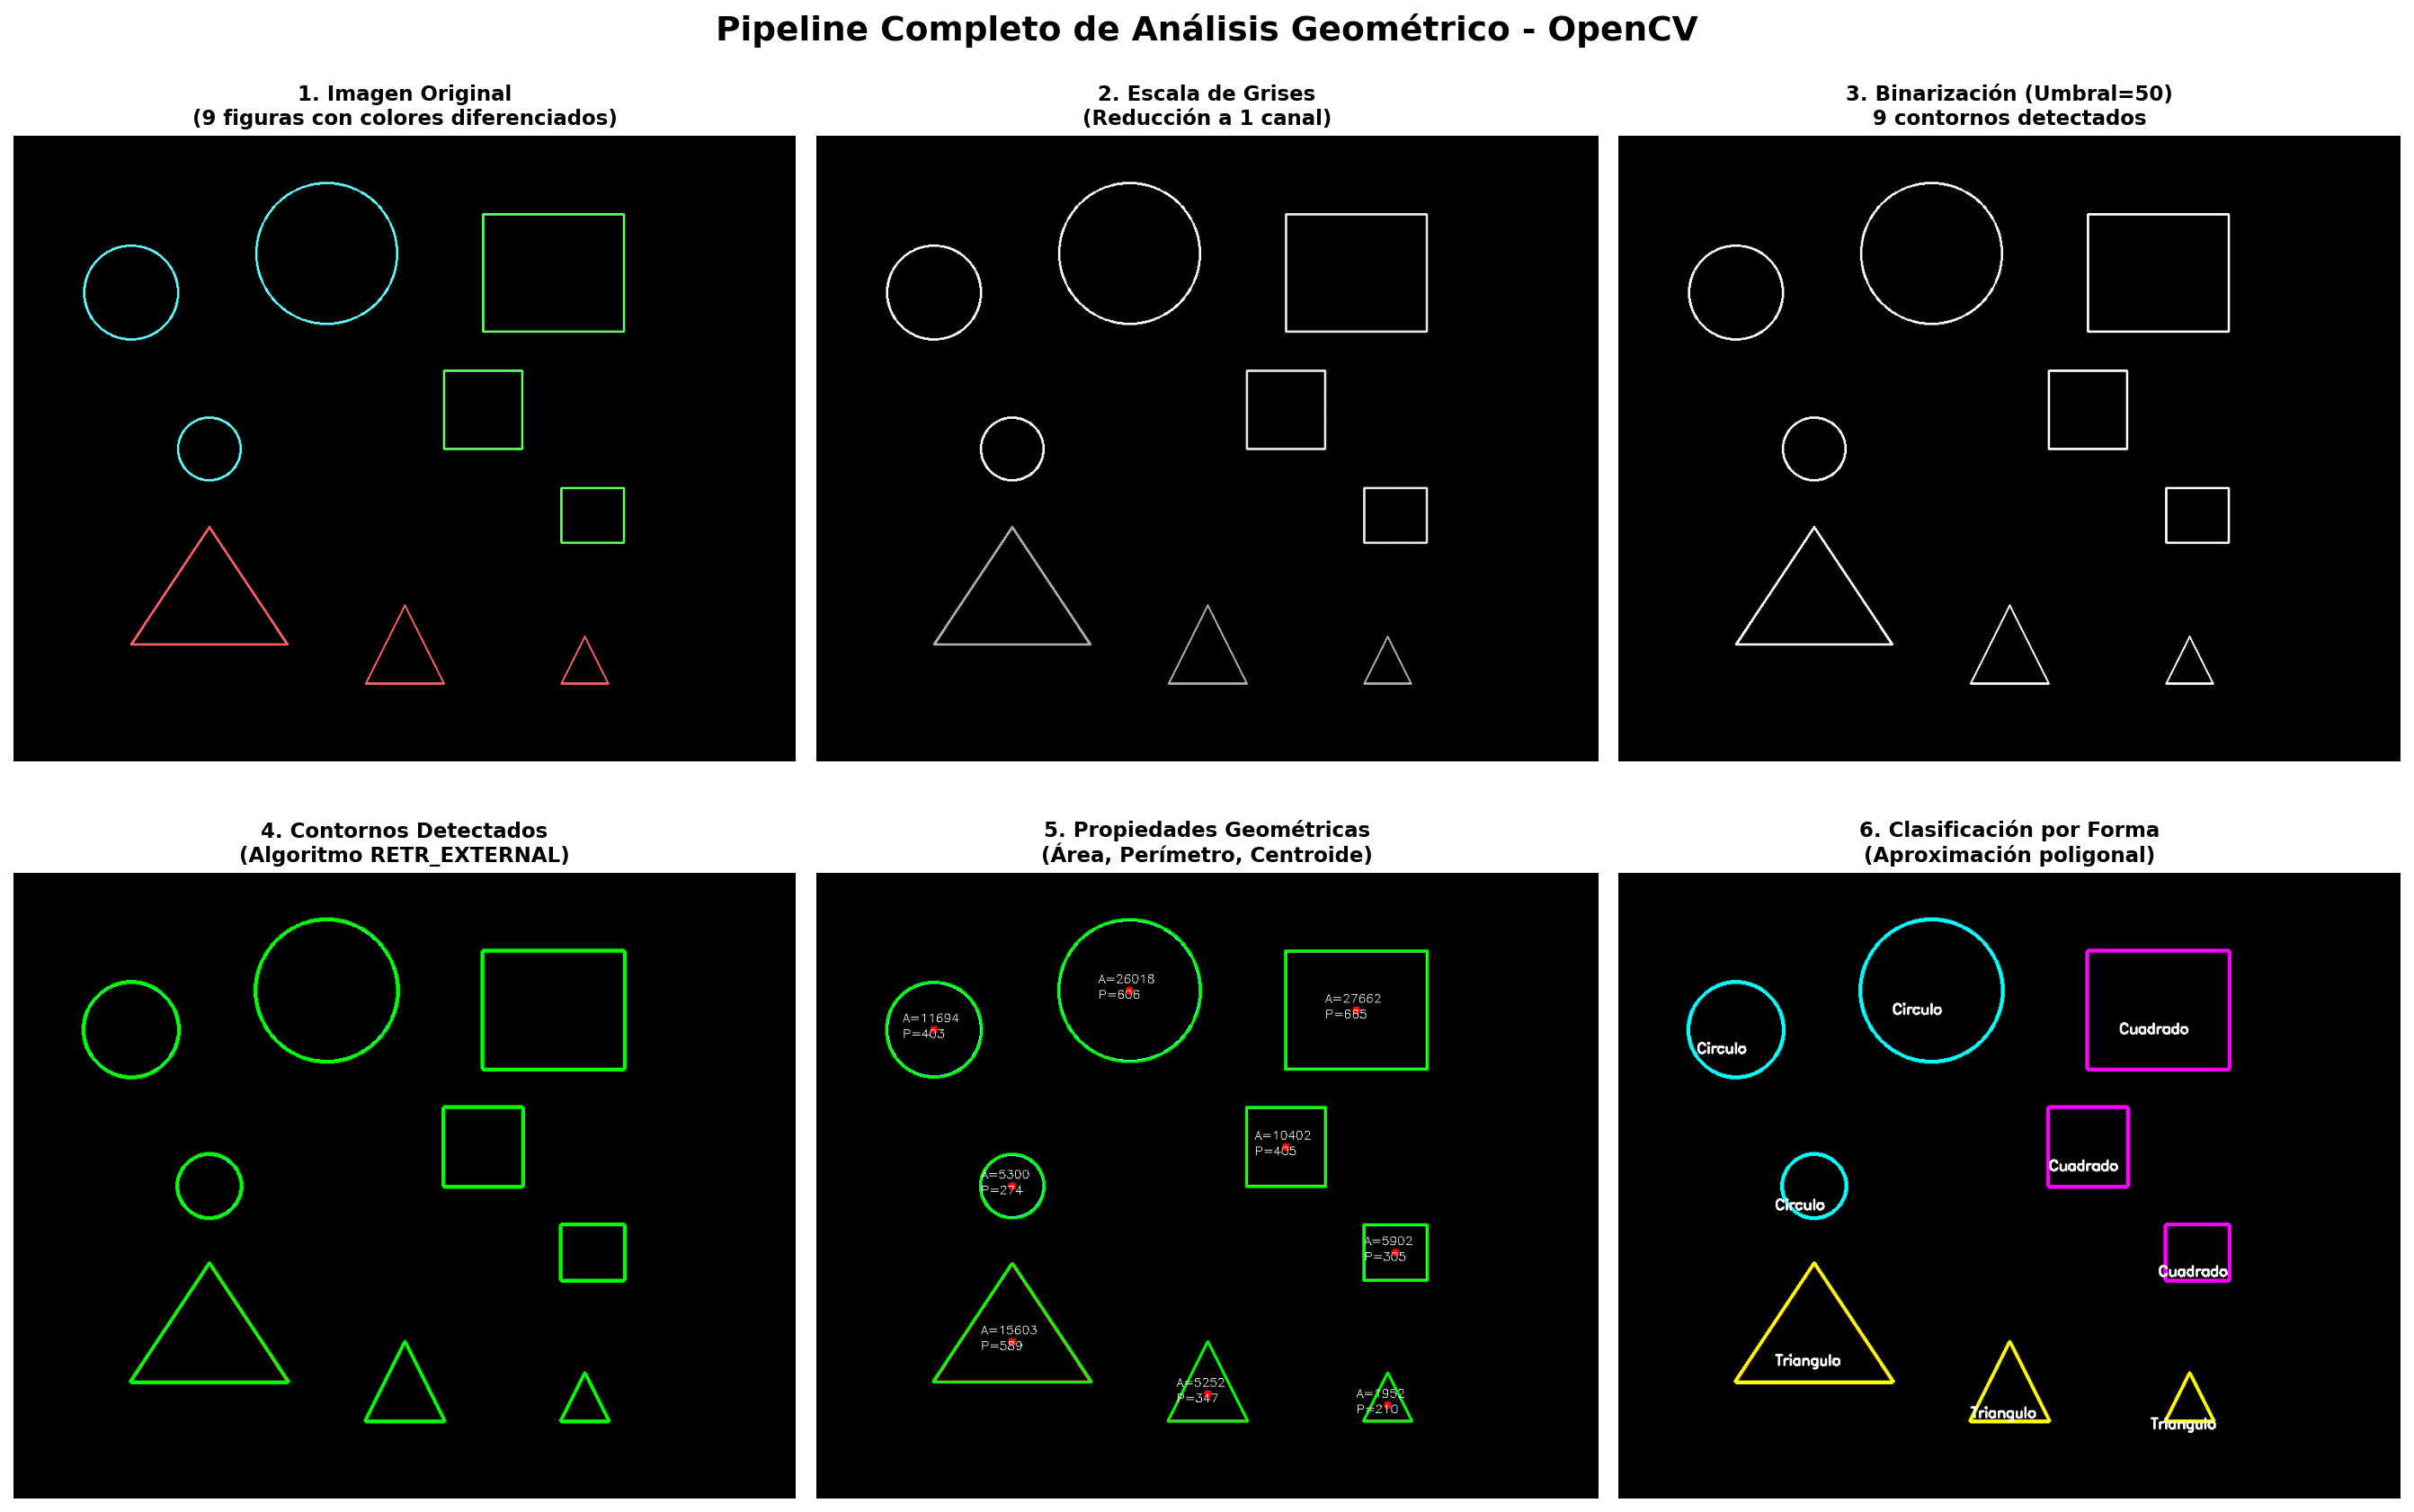 Pipeline Completo de Análisis Geométrico - OpenCV
1. Imagen Original
(9 figuras con colores diferenciados)
2. Escala de Grises
(Reducción a 1 canal)
3. Binarización (Umbral=50)
9 contornos detectados
4. Contornos Detectados
(Algoritmo RETR_EXTERNAL)
5. Propiedades Geométricas
(Área, Perímetro, Centroide)
A=26018
P=606
A=27662
P=665
A=11694
P=403
A=10402
P=405
A=5300
P=274
A=5902
P=305
A=15603
P=589
A=5252
P=347
A=1952
P=210
6. Clasificación por Forma
(Aproximación poligonal)
Circulo
Cuadrado
Circulo
Cuadrado
Circulo
Cuadrado
Triangulo
Triangulo
Triangulo